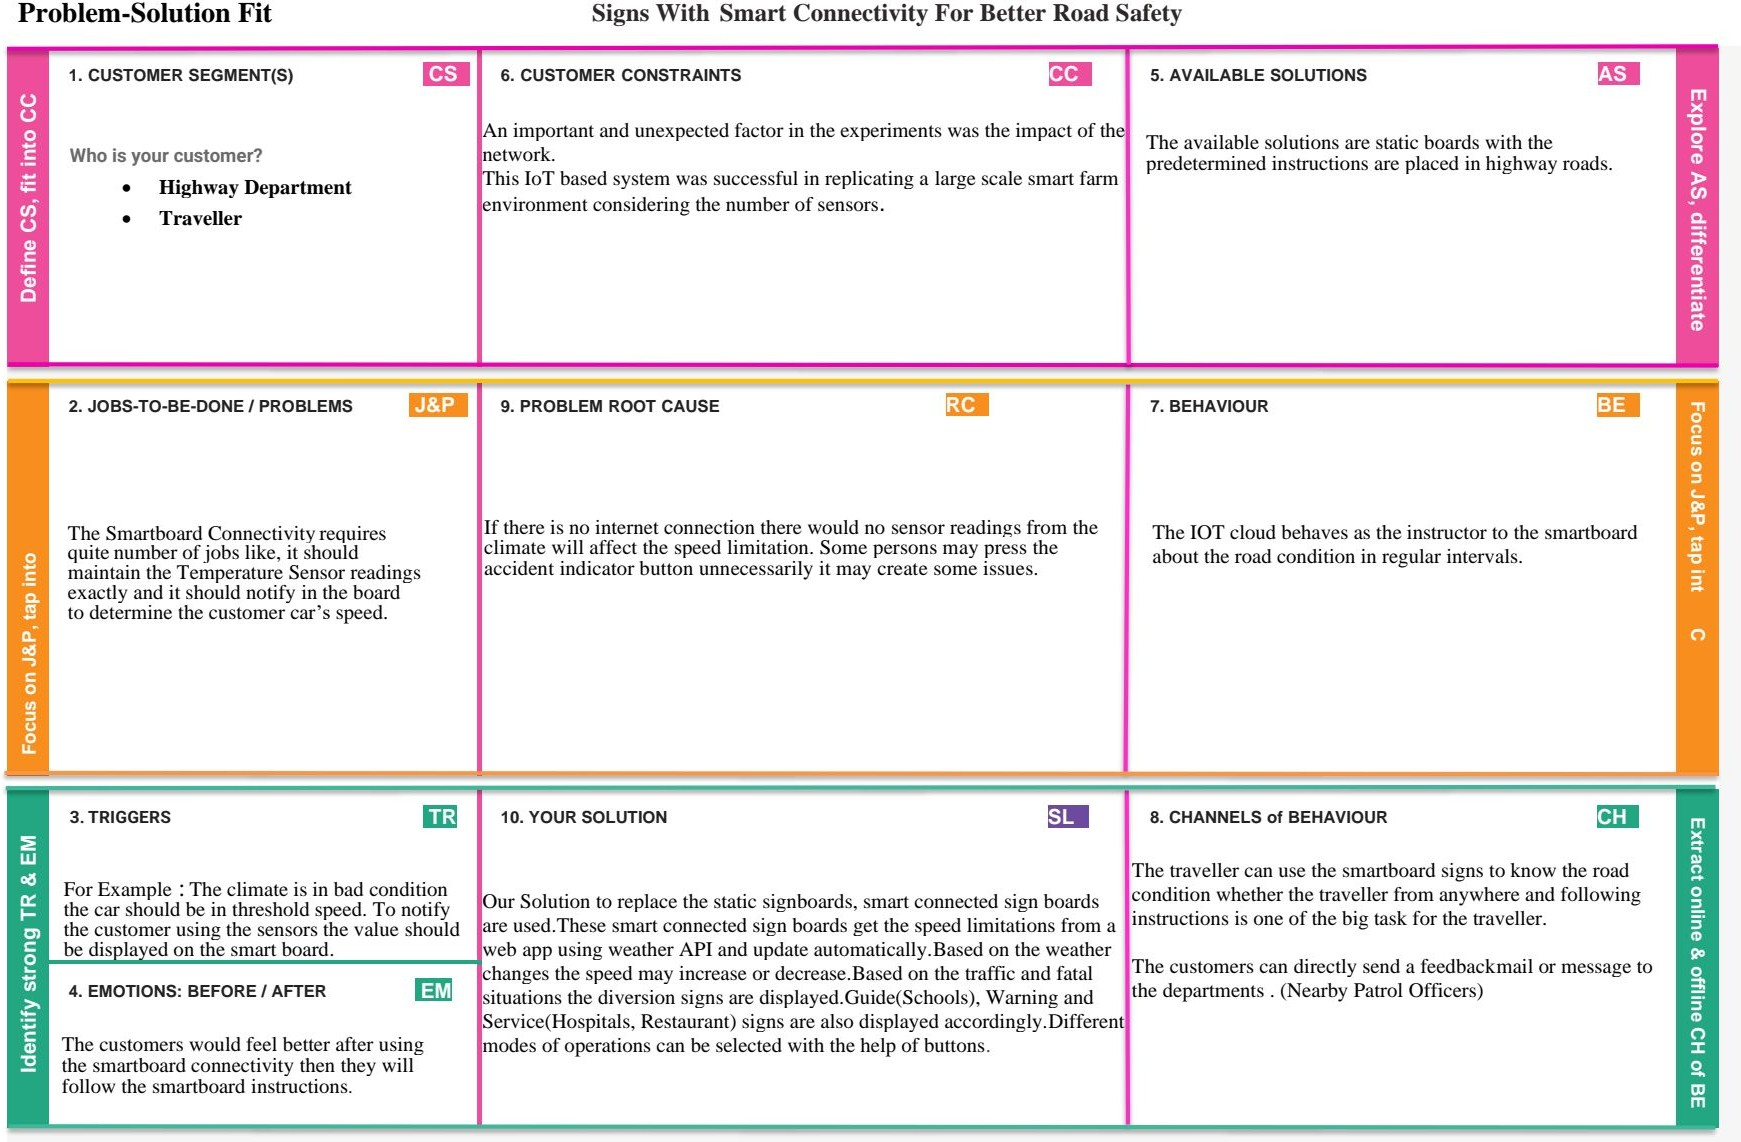 Problem-Solution Fit
Signs With Smart Connectivity For Better Road Safety
Define CS, fit into CC
1. CUSTOMER SEGMENT(S)
CS
Who is your customer?
• Highway Department
• Traveller
6. CUSTOMER CONSTRAINTS
CC
An important and unexpected factor in the experiments was the impact of the
network.
This IoT based system was successful in replicating a large scale smart farm
environment considering the number of sensors.
5. AVAILABLE SOLUTIONS
AS
The available solutions are static boards with the
predetermined instructions are placed in highway roads.
Explore AS, differentiate
Focus on J&P, tap into
2. JOBS-TO-BE-DONE / PROBLEMS
J&P
The Smartboard Connectivity requires
quite number of jobs like, it should
maintain the Temperature Sensor readings
exactly and it should notify in the board
to determine the customer car's speed.
9. PROBLEM ROOT CAUSE
RC
If there is no internet connection there would no sensor readings from the
climate will affect the speed limitation. Some persons may press the
accident indicator button unnecessarily it may create some issues.
7. BEHAVIOUR
BE
The IOT cloud behaves as the instructor to the smartboard
about the road condition in regular intervals.
Focus on J&P, tap int C
Identify strong TR & EM
3. TRIGGERS
TR
For Example : The climate is in bad condition
the car should be in threshold speed. To notify
the customer using the sensors the value should
be displayed on the smart board.
4. EMOTIONS: BEFORE / AFTER
EM
The customers would feel better after using
the smartboard connectivity then they will
follow the smartboard instructions.
10. YOUR SOLUTION
SL
Our Solution to replace the static signboards, smart connected sign boards
are used.These smart connected sign boards get the speed limitations from a
web app using weather API and update automatically.Based on the weather
changes the speed may increase or decrease.Based on the traffic and fatal
situations the diversion signs are displayed.Guide(Schools), Warning and
Service(Hospitals, Restaurant) signs are also displayed accordingly.Different
modes of operations can be selected with the help of buttons.
8. CHANNELS of BEHAVIOUR
CH
The traveller can use the smartboard signs to know the road
condition whether the traveller from anywhere and following
instructions is one of the big task for the traveller.
The customers can directly send a feedbackmail or message to
the departments . (Nearby Patrol Officers)
Extract online & offline CH of BE